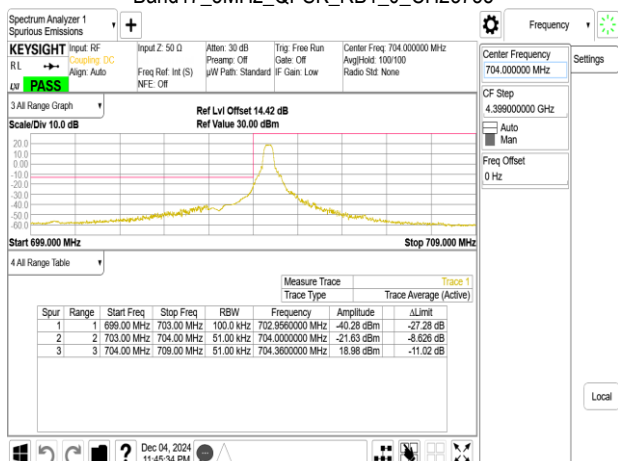 Spectrum Analyzer 1
Spurious Emissions
+
Frequency
KEYSIGHT
Input: RF
Coupling: DC
Align: Auto
Input Z: 50 Ω
Freq Ref: Int (S)
NFE: Off
Atten: 30 dB
Preamp: Off
µW Path: Standard
Trig: Free Run
Gate: Off
IF Gain: Low
Center Freq: 704.000000 MHz
Avg|Hold: 100/100
Radio Std: None
RL
LXI PASS
Center Frequency
704.000000 MHz
Settings
CF Step
4.399000000 GHz
Auto
Man
Freq Offset
0 Hz
3 All Range Graph
Scale/Div 10.0 dB
Ref Lvl Offset 14.42 dB
Ref Value 30.00 dBm
20.0
10.0
0.00
-10.0
-20.0
-30.0
-40.0
-50.0
-60.0
Start 699.000 MHz
Stop 709.000 MHz
4 All Range Table
Measure Trace Trace 1
Trace Type Trace Average (Active)
Spur Range Start Freq Stop Freq RBW Frequency Amplitude ΔLimit
1 1 699.00 MHz 703.00 MHz 100.0 kHz 702.9560000 MHz -40.28 dBm -27.28 dB
2 2 703.00 MHz 704.00 MHz 51.00 kHz 704.0000000 MHz -21.63 dBm -8.626 dB
3 3 704.00 MHz 709.00 MHz 51.00 kHz 704.3600000 MHz 18.98 dBm -11.02 dB
Local
?
Dec 04, 2024
11:45:34 PM